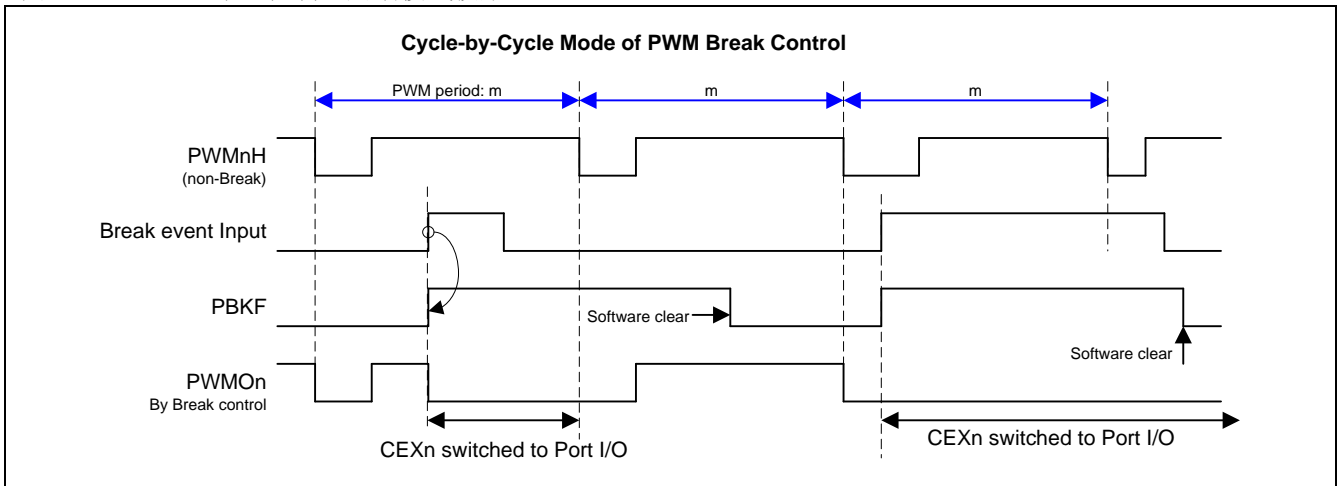 Cycle-by-Cycle Mode of PWM Break Control
PWM period: m
m
m
PWMnH
(non-Break)
Break event Input
PBKF
Software clear
Software clear
PWMOn
By Break control
CEXn switched to Port I/O
CEXn switched to Port I/O